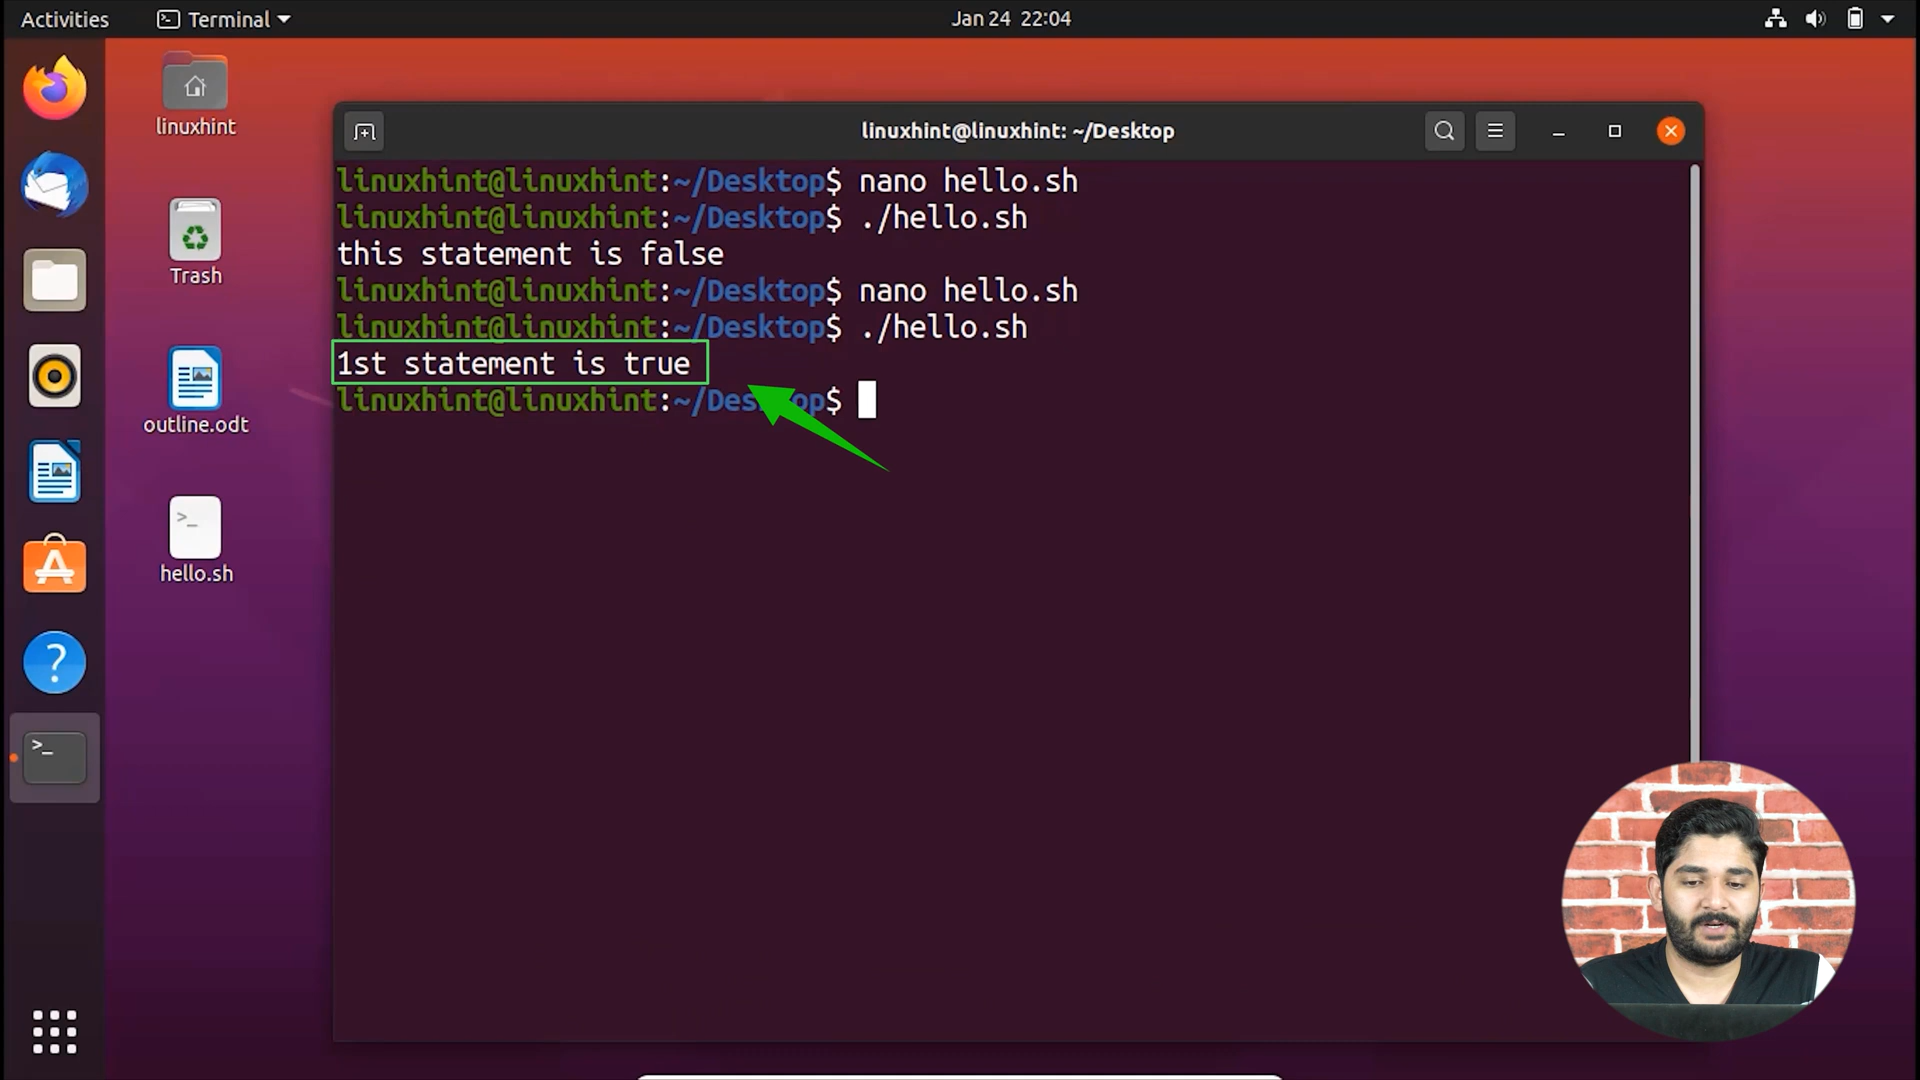 Activities
Terminal
Jan 24 22:04
linuxhint
Trash
outline.odt
hello.sh
linuxhint@linuxhint: ~/Desktop
linuxhint@linuxhint:~/Desktop$ nano hello.sh
linuxhint@linuxhint:~/Desktop$ ./hello.sh
this statement is false
linuxhint@linuxhint:~/Desktop$ nano hello.sh
linuxhint@linuxhint:~/Desktop$ ./hello.sh
1st statement is true
linuxhint@linuxhint:~/Desktop$